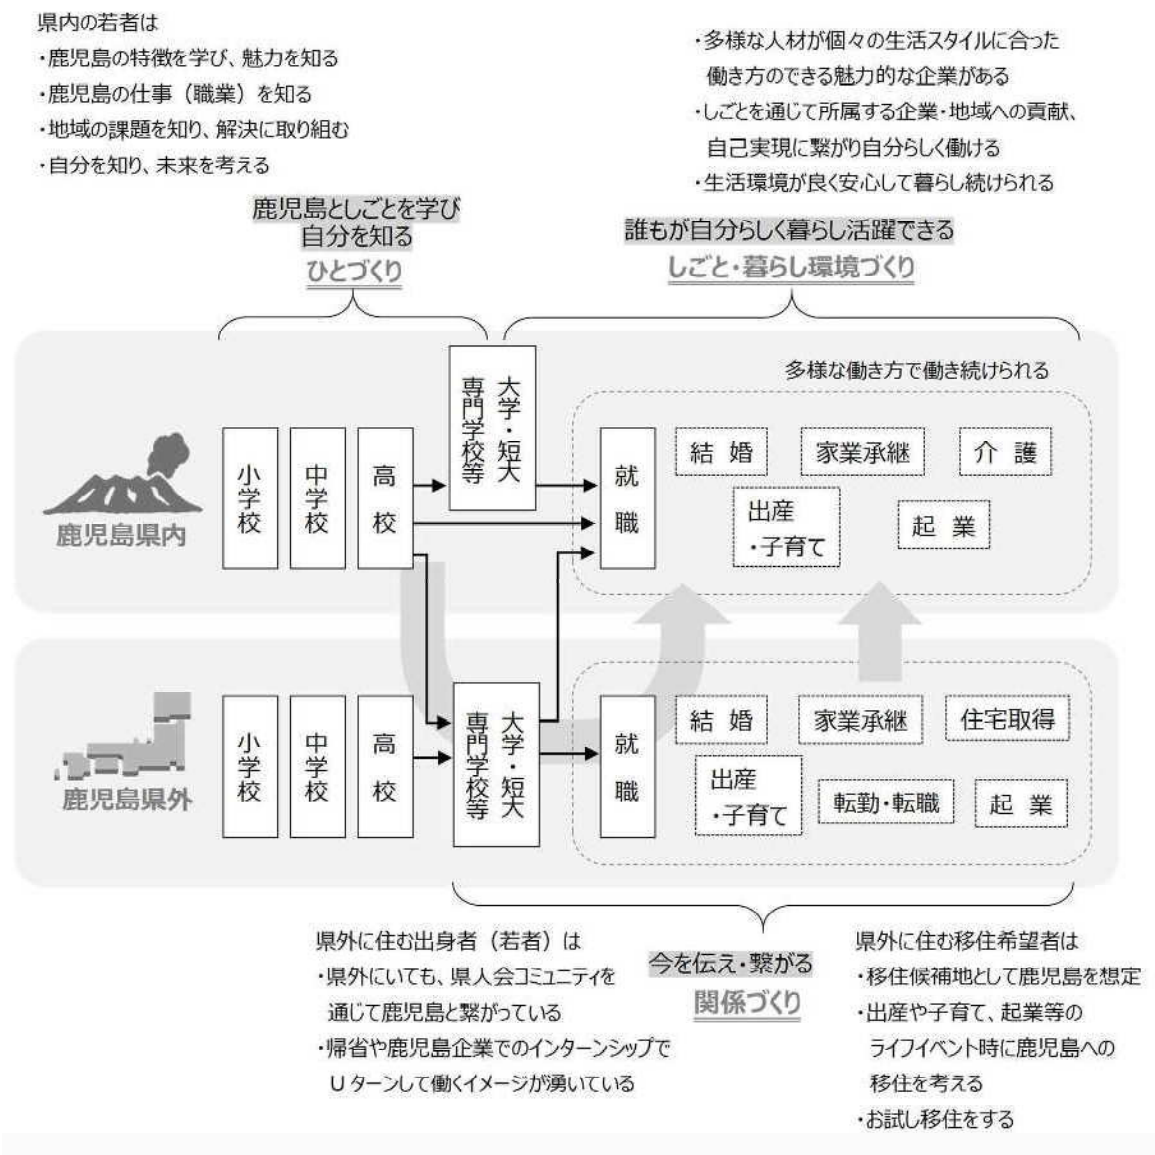 県内の若者は
・鹿児島の特徴を学び、魅力を知る
・鹿児島の仕事（職業）を知る
・地域の課題を知り、解決に取り組む
・自分を知り、未来を考える
・多様な人材が個々の生活スタイルに合った
働き方のできる魅力的な企業がある
・しごとを通じて所属する企業・地域への貢献、
自己実現に繋がり自分らしく働ける
・生活環境が良く安心して暮らし続けられる
鹿児島としごとを学び
自分を知る
ひとづくり
誰もが自分らしく暮らし活躍できる
しごと・暮らし環境づくり
鹿児島県内
小学校
中学校
高校
大学・短大
専門学校等
就職
多様な働き方で働き続けられる
結婚
家業承継
介護
出産
・子育て
起業
鹿児島県外
小学校
中学校
高校
大学・短大
専門学校等
就職
結婚
家業承継
住宅取得
出産
・子育て
転勤・転職
起業
県外に住む出身者（若者）は
・県外にいても、県人会コミュニティを
通じて鹿児島と繋がっている
・帰省や鹿児島企業でのインターンシップで
Uターンして働くイメージが湧いている
今を伝え・繋がる
関係づくり
県外に住む移住希望者は
・移住候補地として鹿児島を想定
・出産や子育て、起業等の
ライフイベント時に鹿児島への
移住を考える
・お試し移住をする